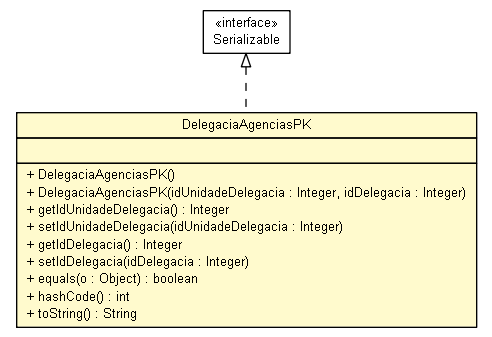 «interface»
Serializable
DelegaciaAgenciasPK
+ DelegaciaAgenciasPK()
+ DelegaciaAgenciasPK(idUnidadeDelegacia : Integer, idDelegacia : Integer)
+ getIdUnidadeDelegacia() : Integer
+ setIdUnidadeDelegacia(idUnidadeDelegacia : Integer)
+ getIdDelegacia() : Integer
+ setIdDelegacia(idDelegacia : Integer)
+ equals(o : Object) : boolean
+ hashCode() : int
+ toString() : String